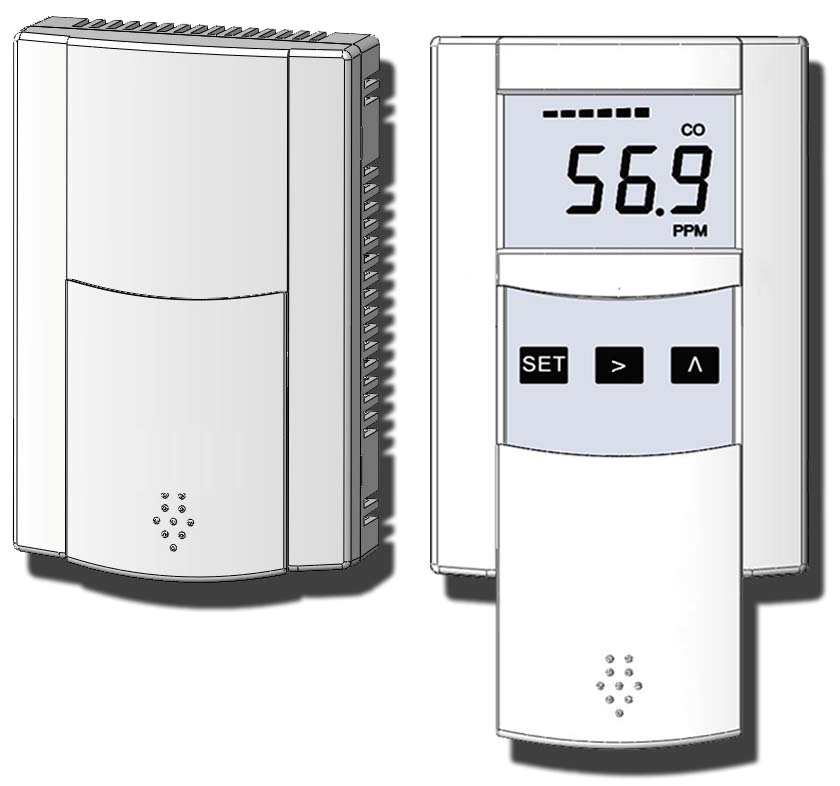 CO
56.9
PPM
SET > ʌ